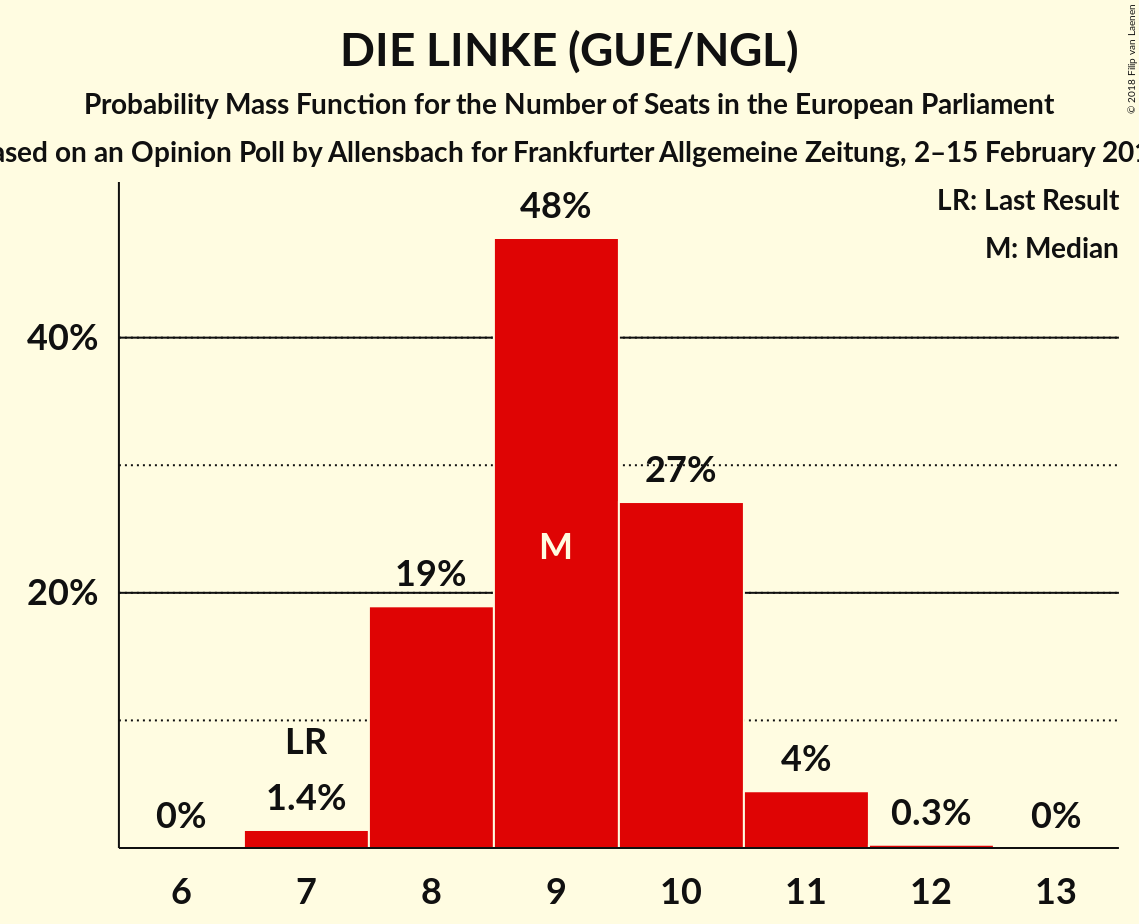 DIE LINKE (GUE/NGL)
Probability Mass Function for the Number of Seats in the European Parliament
ased on an Opinion Poll by Allensbach for Frankfurter Allgemeine Zeitung, 2–15 February 201
© 2018 Filip van Laenen
LR: Last Result
M: Median
48%
40%
27%
M
19%
20%
LR
1.4%
4%
0.3%
0%
0%
6 7 8 9 10 11 12 13